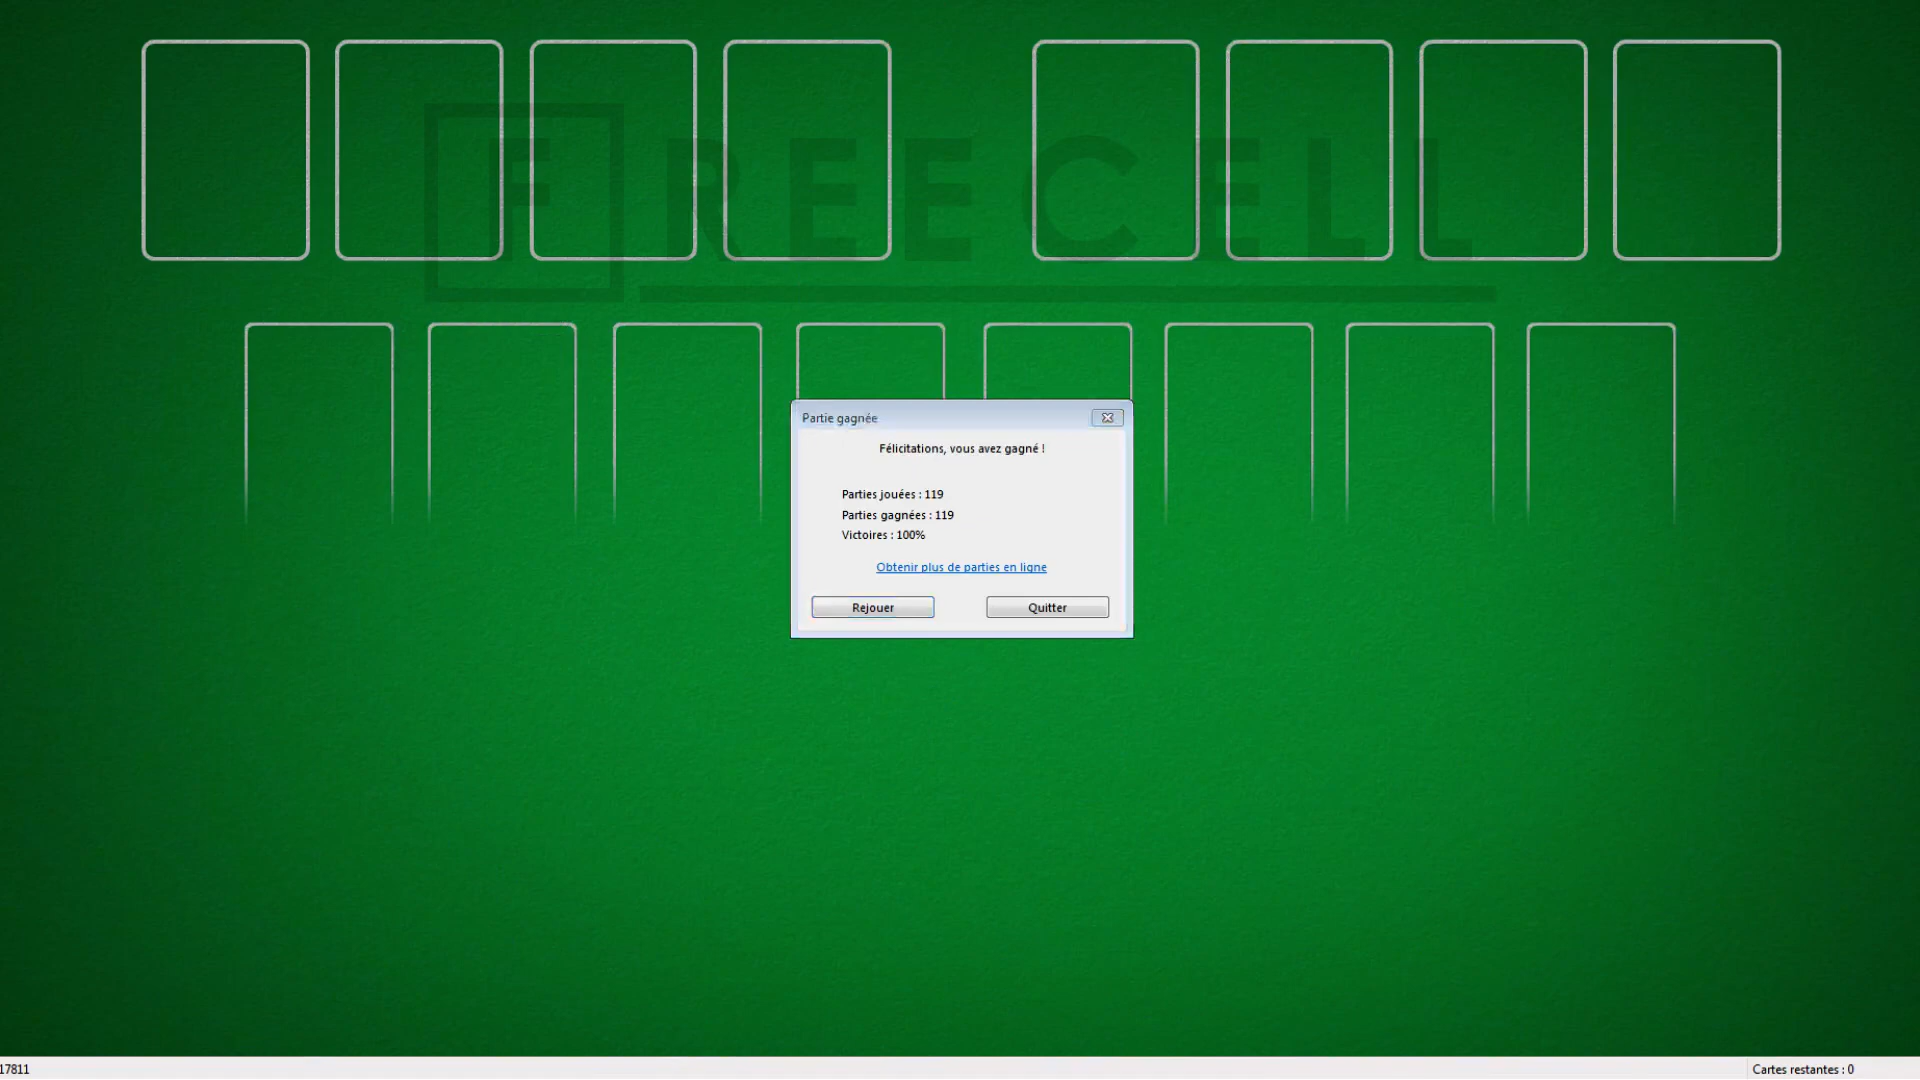 FREECELL
Partie gagnée
Félicitations, vous avez gagné !
Parties jouées : 119
Parties gagnées : 119
Victoires : 100%
Obtenir plus de parties en ligne
Rejouer
Quitter
17811
Cartes restantes : 0